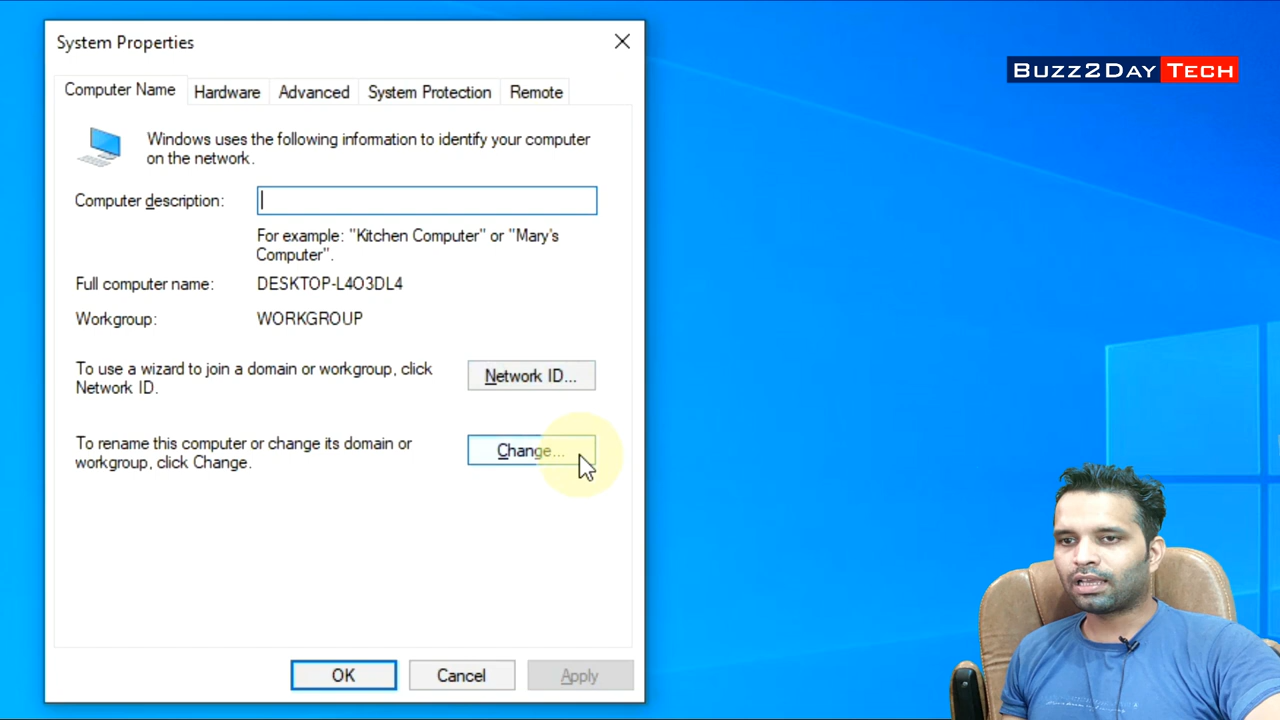 System Properties
BUZZ2DAY TECH
Computer Name
Hardware
Advanced
System Protection
Remote
Windows uses the following information to identify your computer
on the network.
Computer description:
For example: "Kitchen Computer" or "Mary's
Computer".
Full computer name:
DESKTOP-L4O3DL4
Workgroup:
WORKGROUP
To use a wizard to join a domain or workgroup, click
Network ID.
Network ID...
To rename this computer or change its domain or
workgroup, click Change.
Change...
OK
Cancel
Apply